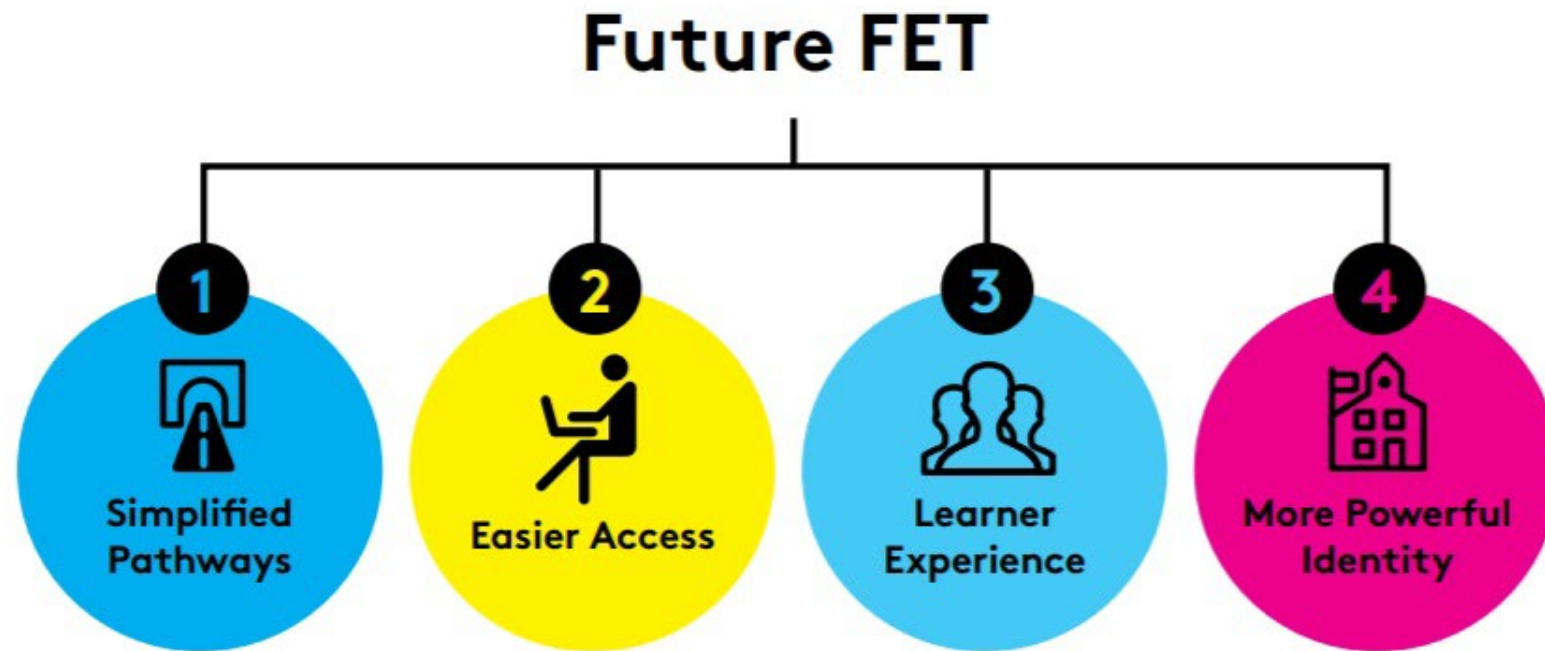 Future FET
1
2
3
4
Simplified
Pathways
Easier Access
Learner
Experience
More Powerful
Identity